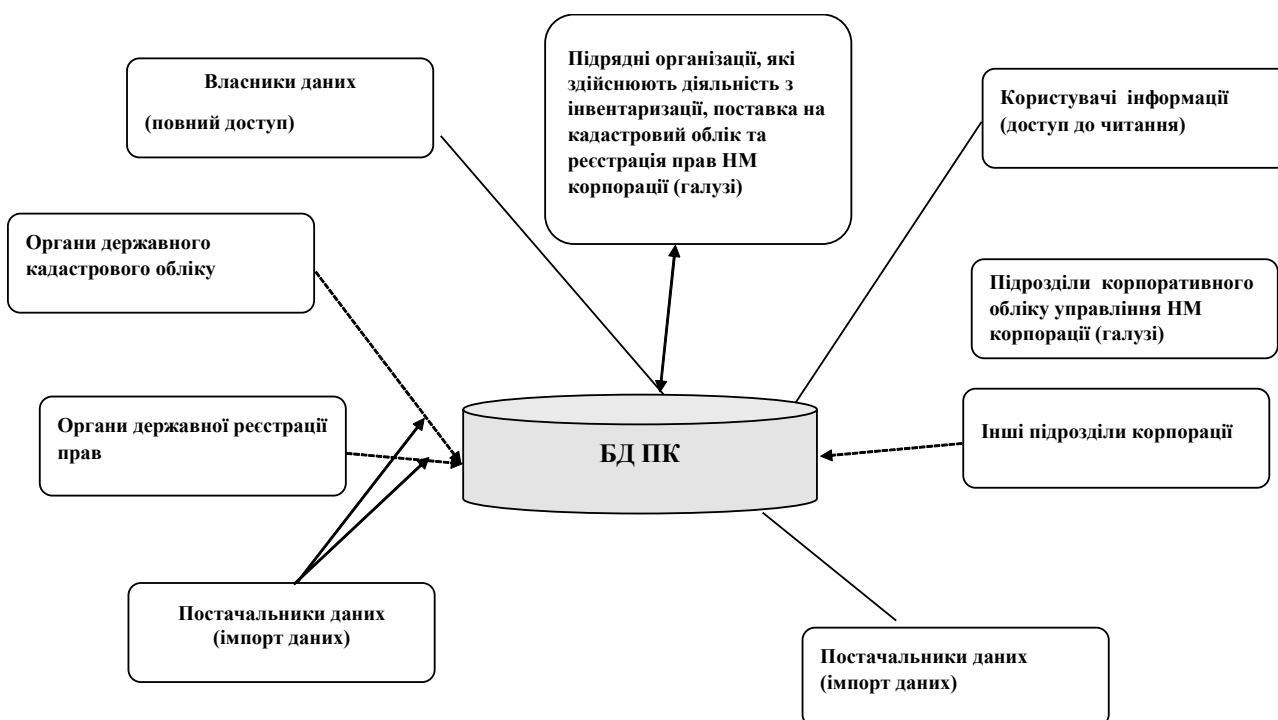 Власники даних
(повний доступ)
Підрядні організації, які
здійснюють діяльність з
інвентаризації, поставка на
кадастровий облік та
реєстрація прав НМ
корпорації (галузі)
Користувачі інформації
(доступ до читання)
Органи державного
кадастрового обліку
Підрозділи корпоративного
обліку управління НМ
корпорації (галузі)
Органи державної реєстрації
прав
БД ПК
Інші підрозділи корпорації
Постачальники даних
(імпорт даних)
Постачальники даних
(імпорт даних)